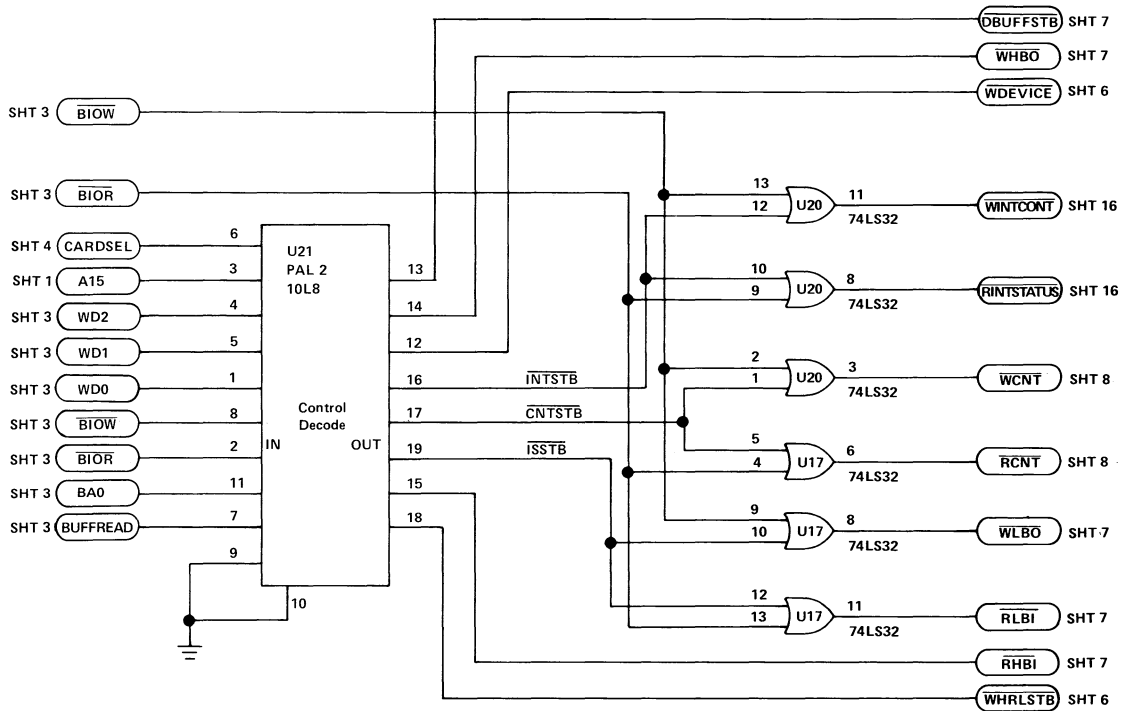 DBUFFSTB SHT 7
WHBO SHT 7
WDEVICE SHT 6
SHT 3 BIOW
SHT 3 BIOR
13
12
U20
11
74LS32
WINTCONT SHT 16
SHT 4 CARDSEL 6
SHT 1 A15 3
SHT 3 WD2 4
SHT 3 WD1 5
SHT 3 WD0 1
SHT 3 BIOW 8
SHT 3 BIOR 2
SHT 3 BA0 11
SHT 3 BUFFREAD 7
9
10
U21
PAL 2
10L8
Control
Decode
IN OUT
13
14
12
16 INTSTB
17 CNTSTB
19 ISSTB
15
18
10
9
U20
8
74LS32
RINTSTATUS SHT 16
2
1
U20
3
74LS32
WCNT SHT 8
5
4
U17
6
74LS32
RCNT SHT 8
9
10
U17
8
74LS32
WLBO SHT 7
12
13
U17
11
74LS32
RLBI SHT 7
RHBI SHT 7
WHRLSTB SHT 6